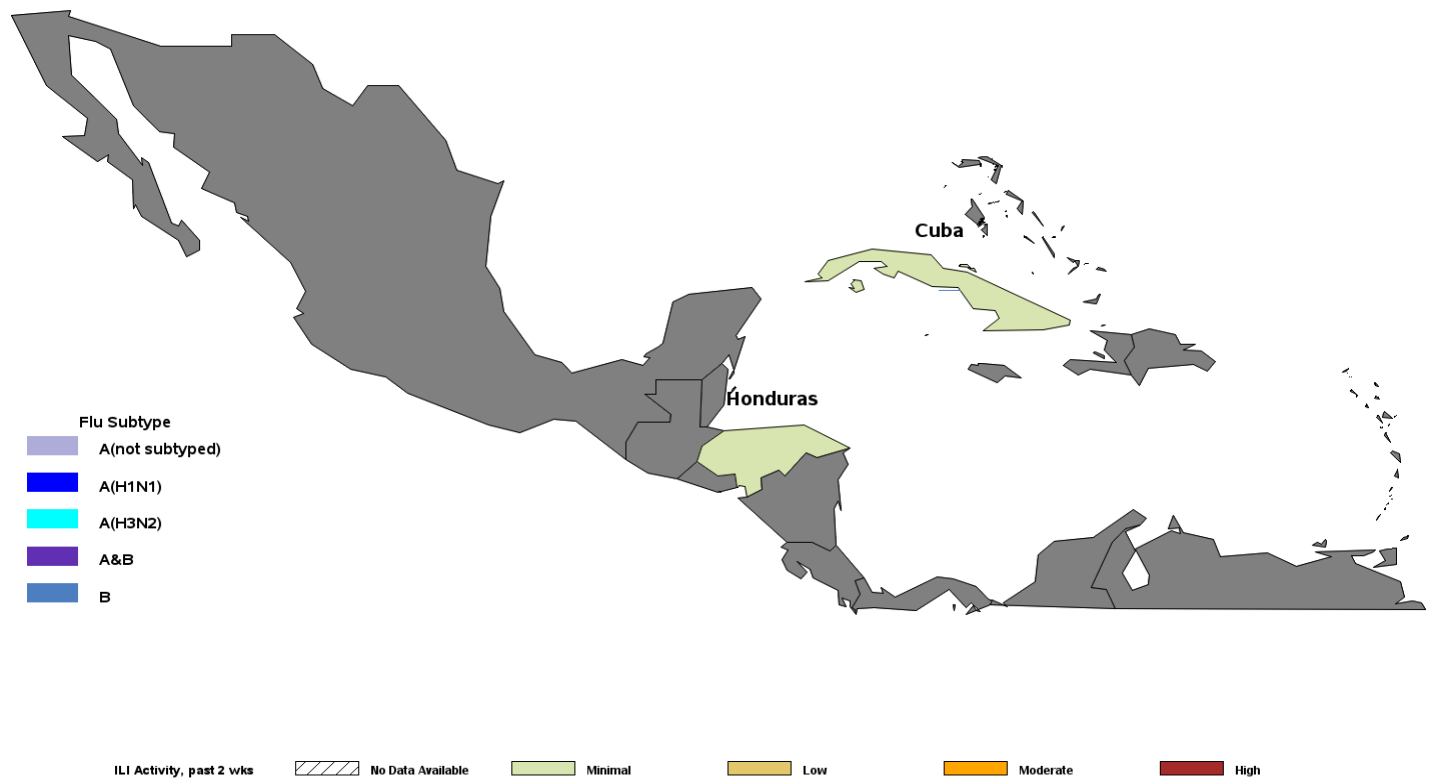 Cuba
Honduras
Flu Subtype
A(not subtyped)
A(H1N1)
A(H3N2)
A&B
B
ILI Activity, past 2 wks No Data Available Minimal Low Moderate High